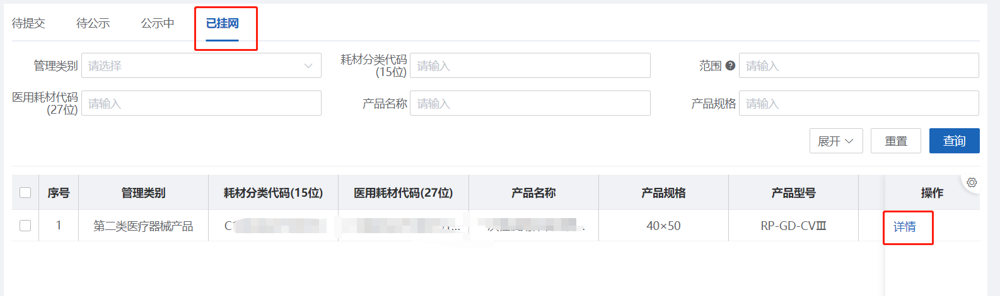 待提交 待公示 公示中 已挂网
管理类别 请选择 耗材分类代码(15位) 请输入 范围 ? 请输入
医用耗材代码(27位) 请输入 产品名称 请输入 产品规格 请输入
展开 重置 查询
序号 管理类别 耗材分类代码(15位) 医用耗材代码(27位) 产品名称 产品规格 产品型号 操作
1 第二类医疗器械产品 40×50 RP-GD-CVⅢ 详情